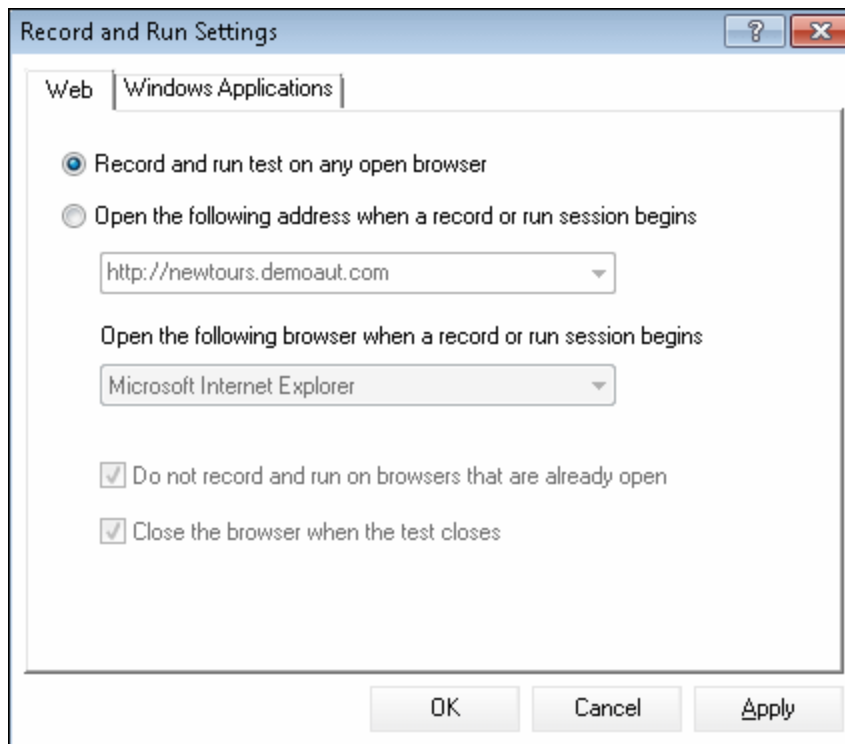 Record and Run Settings
?
Web
Windows Applications
Record and run test on any open browser
Open the following address when a record or run session begins
http://newtours.demoaut.com
Open the following browser when a record or run session begins
Microsoft Internet Explorer
Do not record and run on browsers that are already open
Close the browser when the test closes
OK
Cancel
Apply